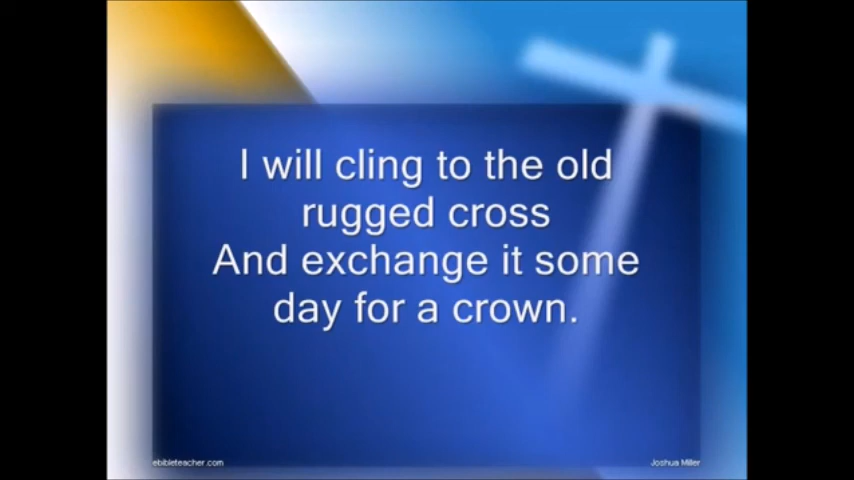 I will cling to the old
rugged cross
And exchange it some
day for a crown.
ebibleteacher.com
Joshua Miller